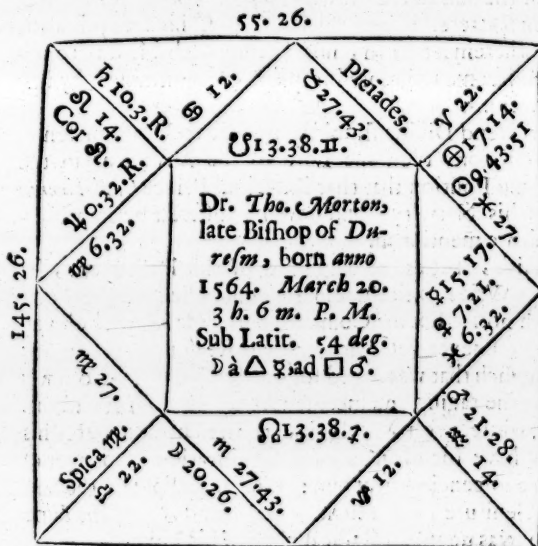 55. 26.
♄ 10.3.R.
♌ 14.
Cor ♌.
♃ 0.32.R.
♍ 6.32.
♋ 12.
☋13.38.♊.
Pleiades.
♉27.43.
♈ 22.
⊕17.14.
☉9.43.51
♓ 27
☿15.17.
♀ 7.21.
♓ 6.32.
Dr. Tho. Morton,
late Biſhop of Du-
reſm, born anno
1564. March 20.
3 h. 6 m. P. M.
Sub Latit. 54 deg.
☽ à △ ☿, ad □ ♂.
145. 26.
♍ 27.
Spica ♍.
♎ 22.
☽ 20.26.
♏ 27.43.
☊13.38.♐.
♑ 12.
♂ 21.28.
♒ 14.